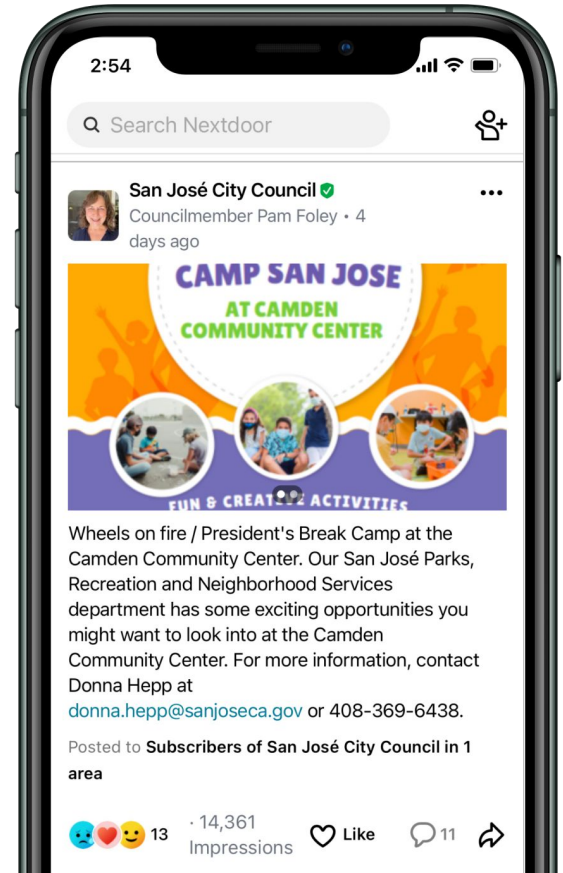 2:54
Search Nextdoor
San José City Council
Councilmember Pam Foley • 4
days ago
CAMP SAN JOSE
AT CAMDEN
COMMUNITY CENTER
FUN & CREATIVE ACTIVITIES
Wheels on fire / President's Break Camp at the
Camden Community Center. Our San José Parks,
Recreation and Neighborhood Services
department has some exciting opportunities you
might want to look into at the Camden
Community Center. For more information, contact
Donna Hepp at
donna.hepp@sanjoseca.gov or 408-369-6438.
Posted to Subscribers of San José City Council in 1
area
13 · 14,361 Like 11
Impressions